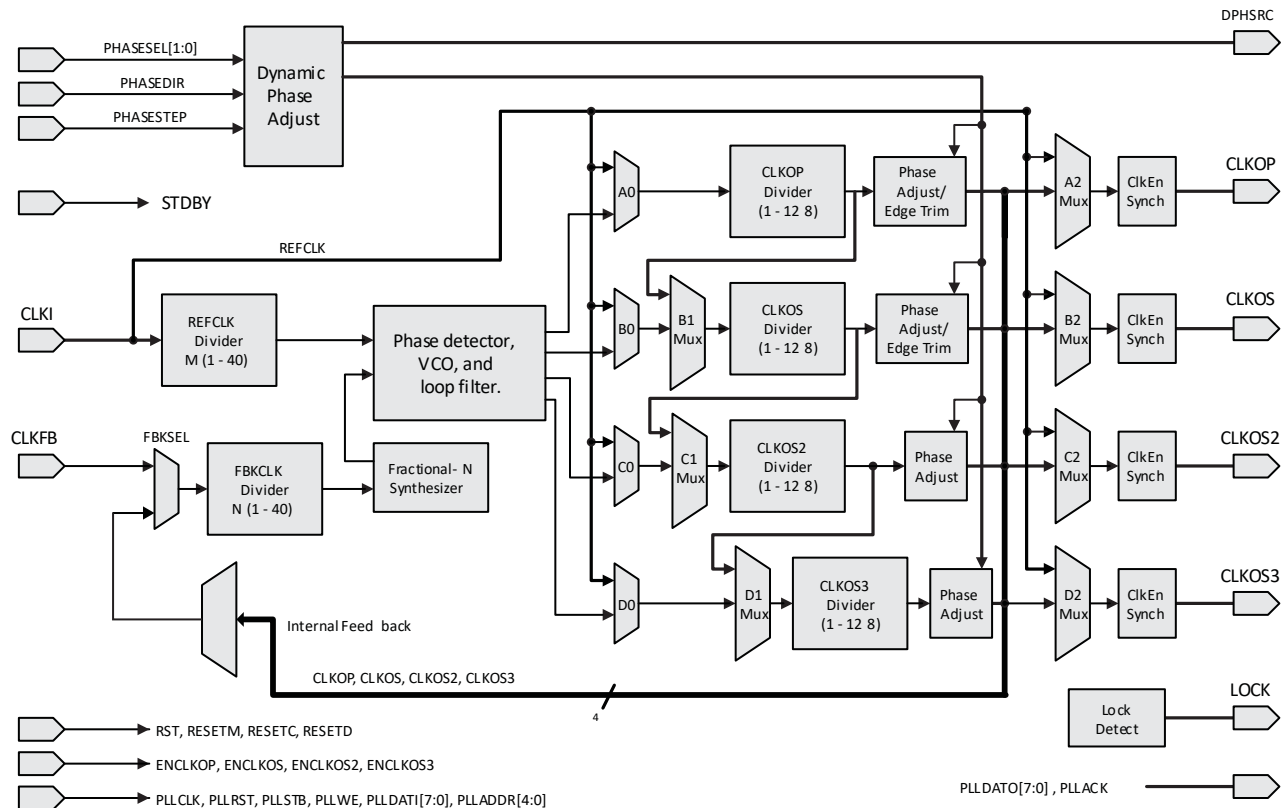 DPHSRC
PHASESEL[1:0]
PHASEDIR
PHASESTEP
Dynamic
Phase
Adjust
STDBY
REFCLK
CLKI
REFCLK
Divider
M (1 - 40)
Phase detector,
VCO, and
loop filter.
CLKFB
FBKSEL
FBKCLK
Divider
N (1 - 40)
Fractional- N
Synthesizer
Internal Feed back
CLKOP, CLKOS, CLKOS2, CLKOS3
4
A0
CLKOP
Divider
(1 - 12 8)
Phase
Adjust/
Edge Trim
A2
Mux
ClkEn
Synch
CLKOP
B0
B1
Mux
CLKOS
Divider
(1 - 12 8)
Phase
Adjust/
Edge Trim
B2
Mux
ClkEn
Synch
CLKOS
C0
C1
Mux
CLKOS2
Divider
(1 - 12 8)
Phase
Adjust
C2
Mux
ClkEn
Synch
CLKOS2
D0
D1
Mux
CLKOS3
Divider
(1 - 12 8)
Phase
Adjust
D2
Mux
ClkEn
Synch
CLKOS3
Lock
Detect
LOCK
RST, RESETM, RESETC, RESETD
ENCLKOP, ENCLKOS, ENCLKOS2, ENCLKOS3
PLLCLK, PLLRST, PLLSTB, PLLWE, PLLDATI[7:0], PLLADDR[4:0]
PLLDATO[7:0] , PLLACK